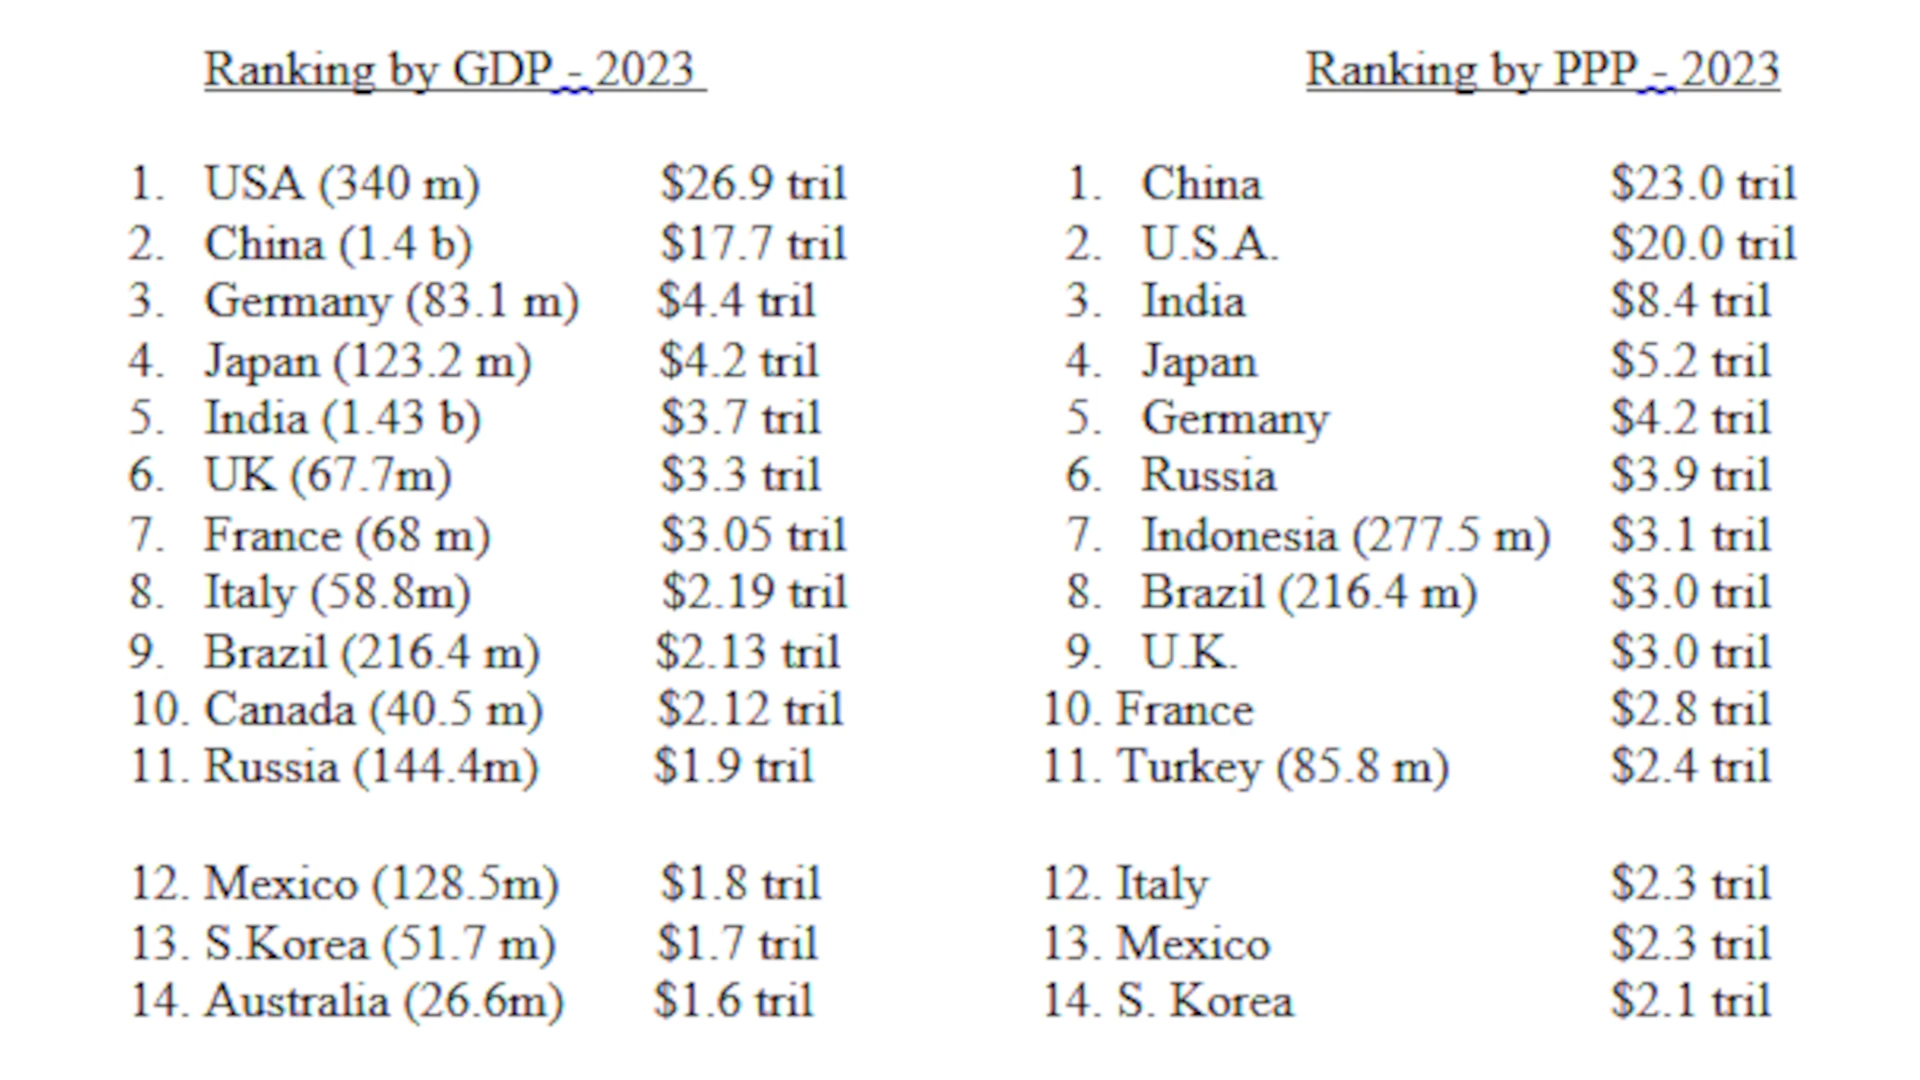 Ranking by GDP - 2023
1. USA (340 m) $26.9 tril
2. China (1.4 b) $17.7 tril
3. Germany (83.1 m) $4.4 tril
4. Japan (123.2 m) $4.2 tril
5. India (1.43 b) $3.7 tril
6. UK (67.7m) $3.3 tril
7. France (68 m) $3.05 tril
8. Italy (58.8m) $2.19 tril
9. Brazil (216.4 m) $2.13 tril
10. Canada (40.5 m) $2.12 tril
11. Russia (144.4m) $1.9 tril
12. Mexico (128.5m) $1.8 tril
13. S.Korea (51.7 m) $1.7 tril
14. Australia (26.6m) $1.6 tril
Ranking by PPP - 2023
1. China $23.0 tril
2. U.S.A. $20.0 tril
3. India $8.4 tril
4. Japan $5.2 tril
5. Germany $4.2 tril
6. Russia $3.9 tril
7. Indonesia (277.5 m) $3.1 tril
8. Brazil (216.4 m) $3.0 tril
9. U.K. $3.0 tril
10. France $2.8 tril
11. Turkey (85.8 m) $2.4 tril
12. Italy $2.3 tril
13. Mexico $2.3 tril
14. S. Korea $2.1 tril